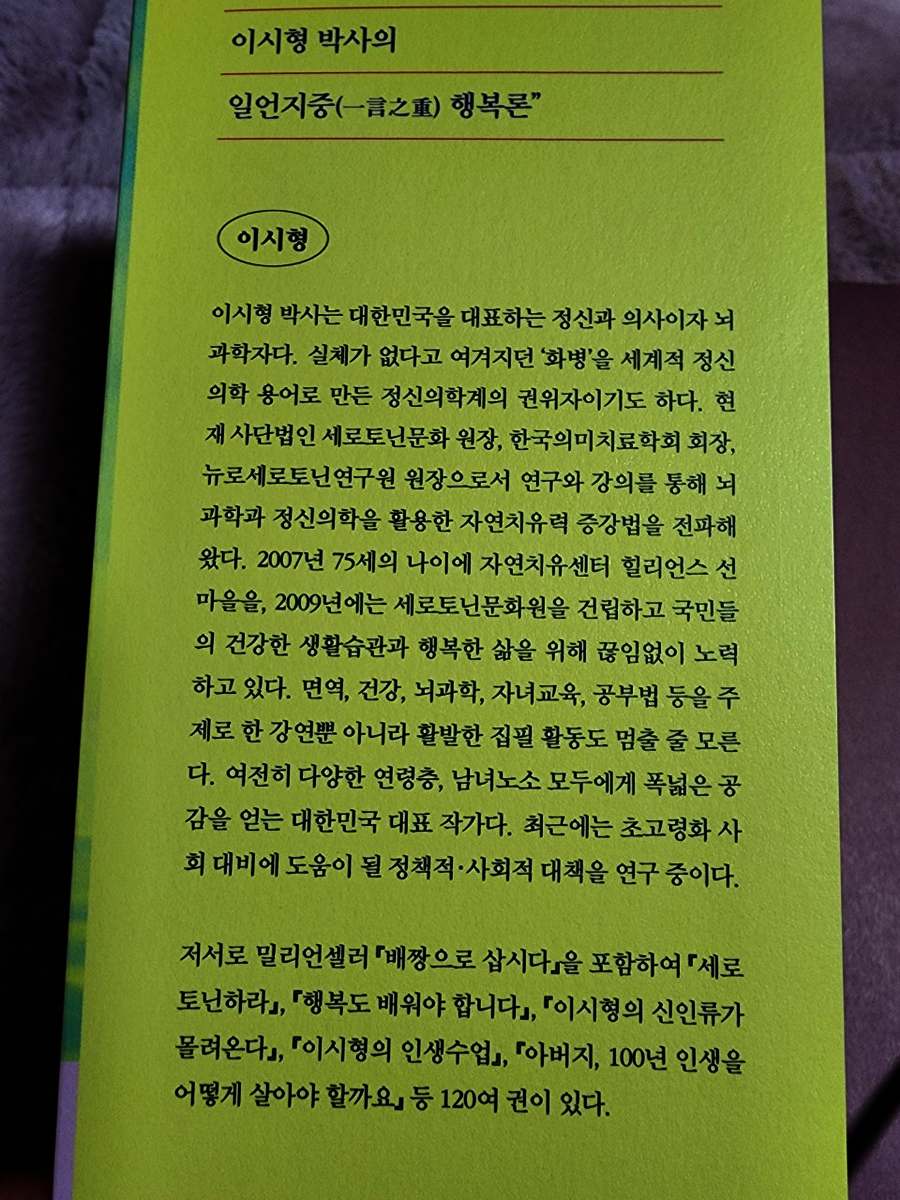 이시형 박사의
일언지중(一言之重) 행복론”
이시형
이시형 박사는 대한민국을 대표하는 정신과 의사이자 뇌
과학자다. 실체가 없다고 여겨지던 ‘화병’을 세계적 정신
의학 용어로 만든 정신의학계의 권위자이기도 하다. 현
재 사단법인 세로토닌문화 원장, 한국의미치료학회 회장,
뉴로세로토닌연구원 원장으로서 연구와 강의를 통해 뇌
과학과 정신의학을 활용한 자연치유력 증강법을 전파해
왔다. 2007년 75세의 나이에 자연치유센터 힐리언스 선
마을을, 2009년에는 세로토닌문화원을 건립하고 국민들
의 건강한 생활습관과 행복한 삶을 위해 끊임없이 노력
하고 있다. 면역, 건강, 뇌과학, 자녀교육, 공부법 등을 주
제로 한 강연뿐 아니라 활발한 집필 활동도 멈출 줄 모른
다. 여전히 다양한 연령층, 남녀노소 모두에게 폭넓은 공
감을 얻는 대한민국 대표 작가다. 최근에는 초고령화 사
회 대비에 도움이 될 정책적·사회적 대책을 연구 중이다.
저서로 밀리언셀러 『배짱으로 삽시다』을 포함하여 『세로
토닌하라』, 『행복도 배워야 합니다』, 『이시형의 신인류가
몰려온다』, 『이시형의 인생수업』, 『아버지, 100년 인생을
어떻게 살아야 할까요』 등 120여 권이 있다.